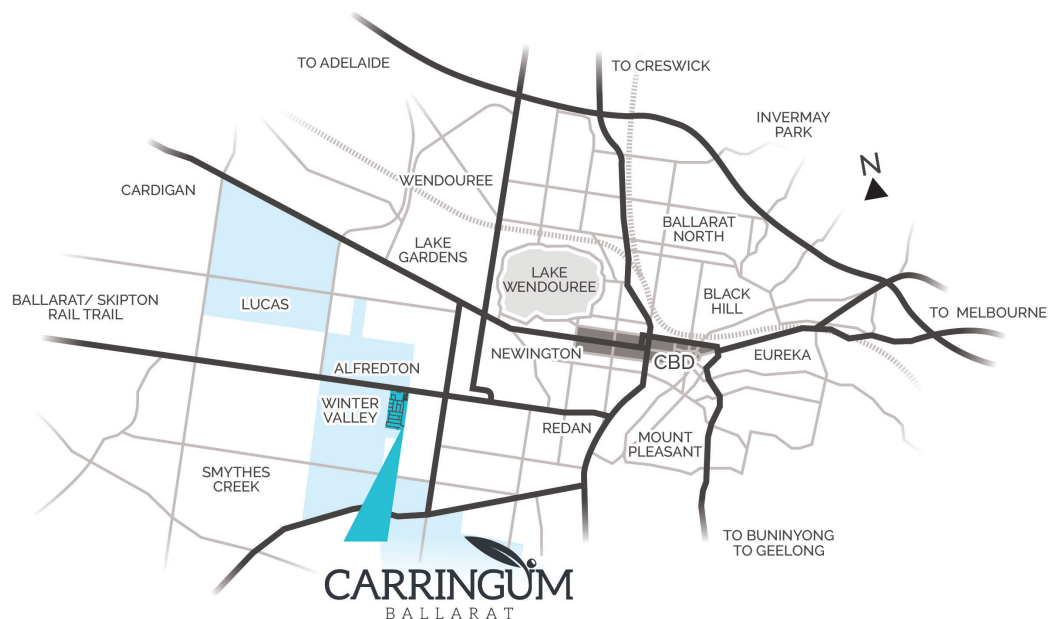 TO ADELAIDE
TO CRESWICK
INVERMAY
PARK
N
CARDIGAN
WENDOUREE
BALLARAT
NORTH
LAKE
GARDENS
LAKE
WENDOUREE
BALLARAT/ SKIPTON
RAIL TRAIL
LUCAS
BLACK
HILL
TO MELBOURNE
NEWINGTON
CBD
EUREKA
ALFREDTON
WINTER
VALLEY
REDAN
MOUNT
PLEASANT
SMYTHES
CREEK
TO BUNINYONG
TO GEELONG
CARRINGUM
BALLARAT